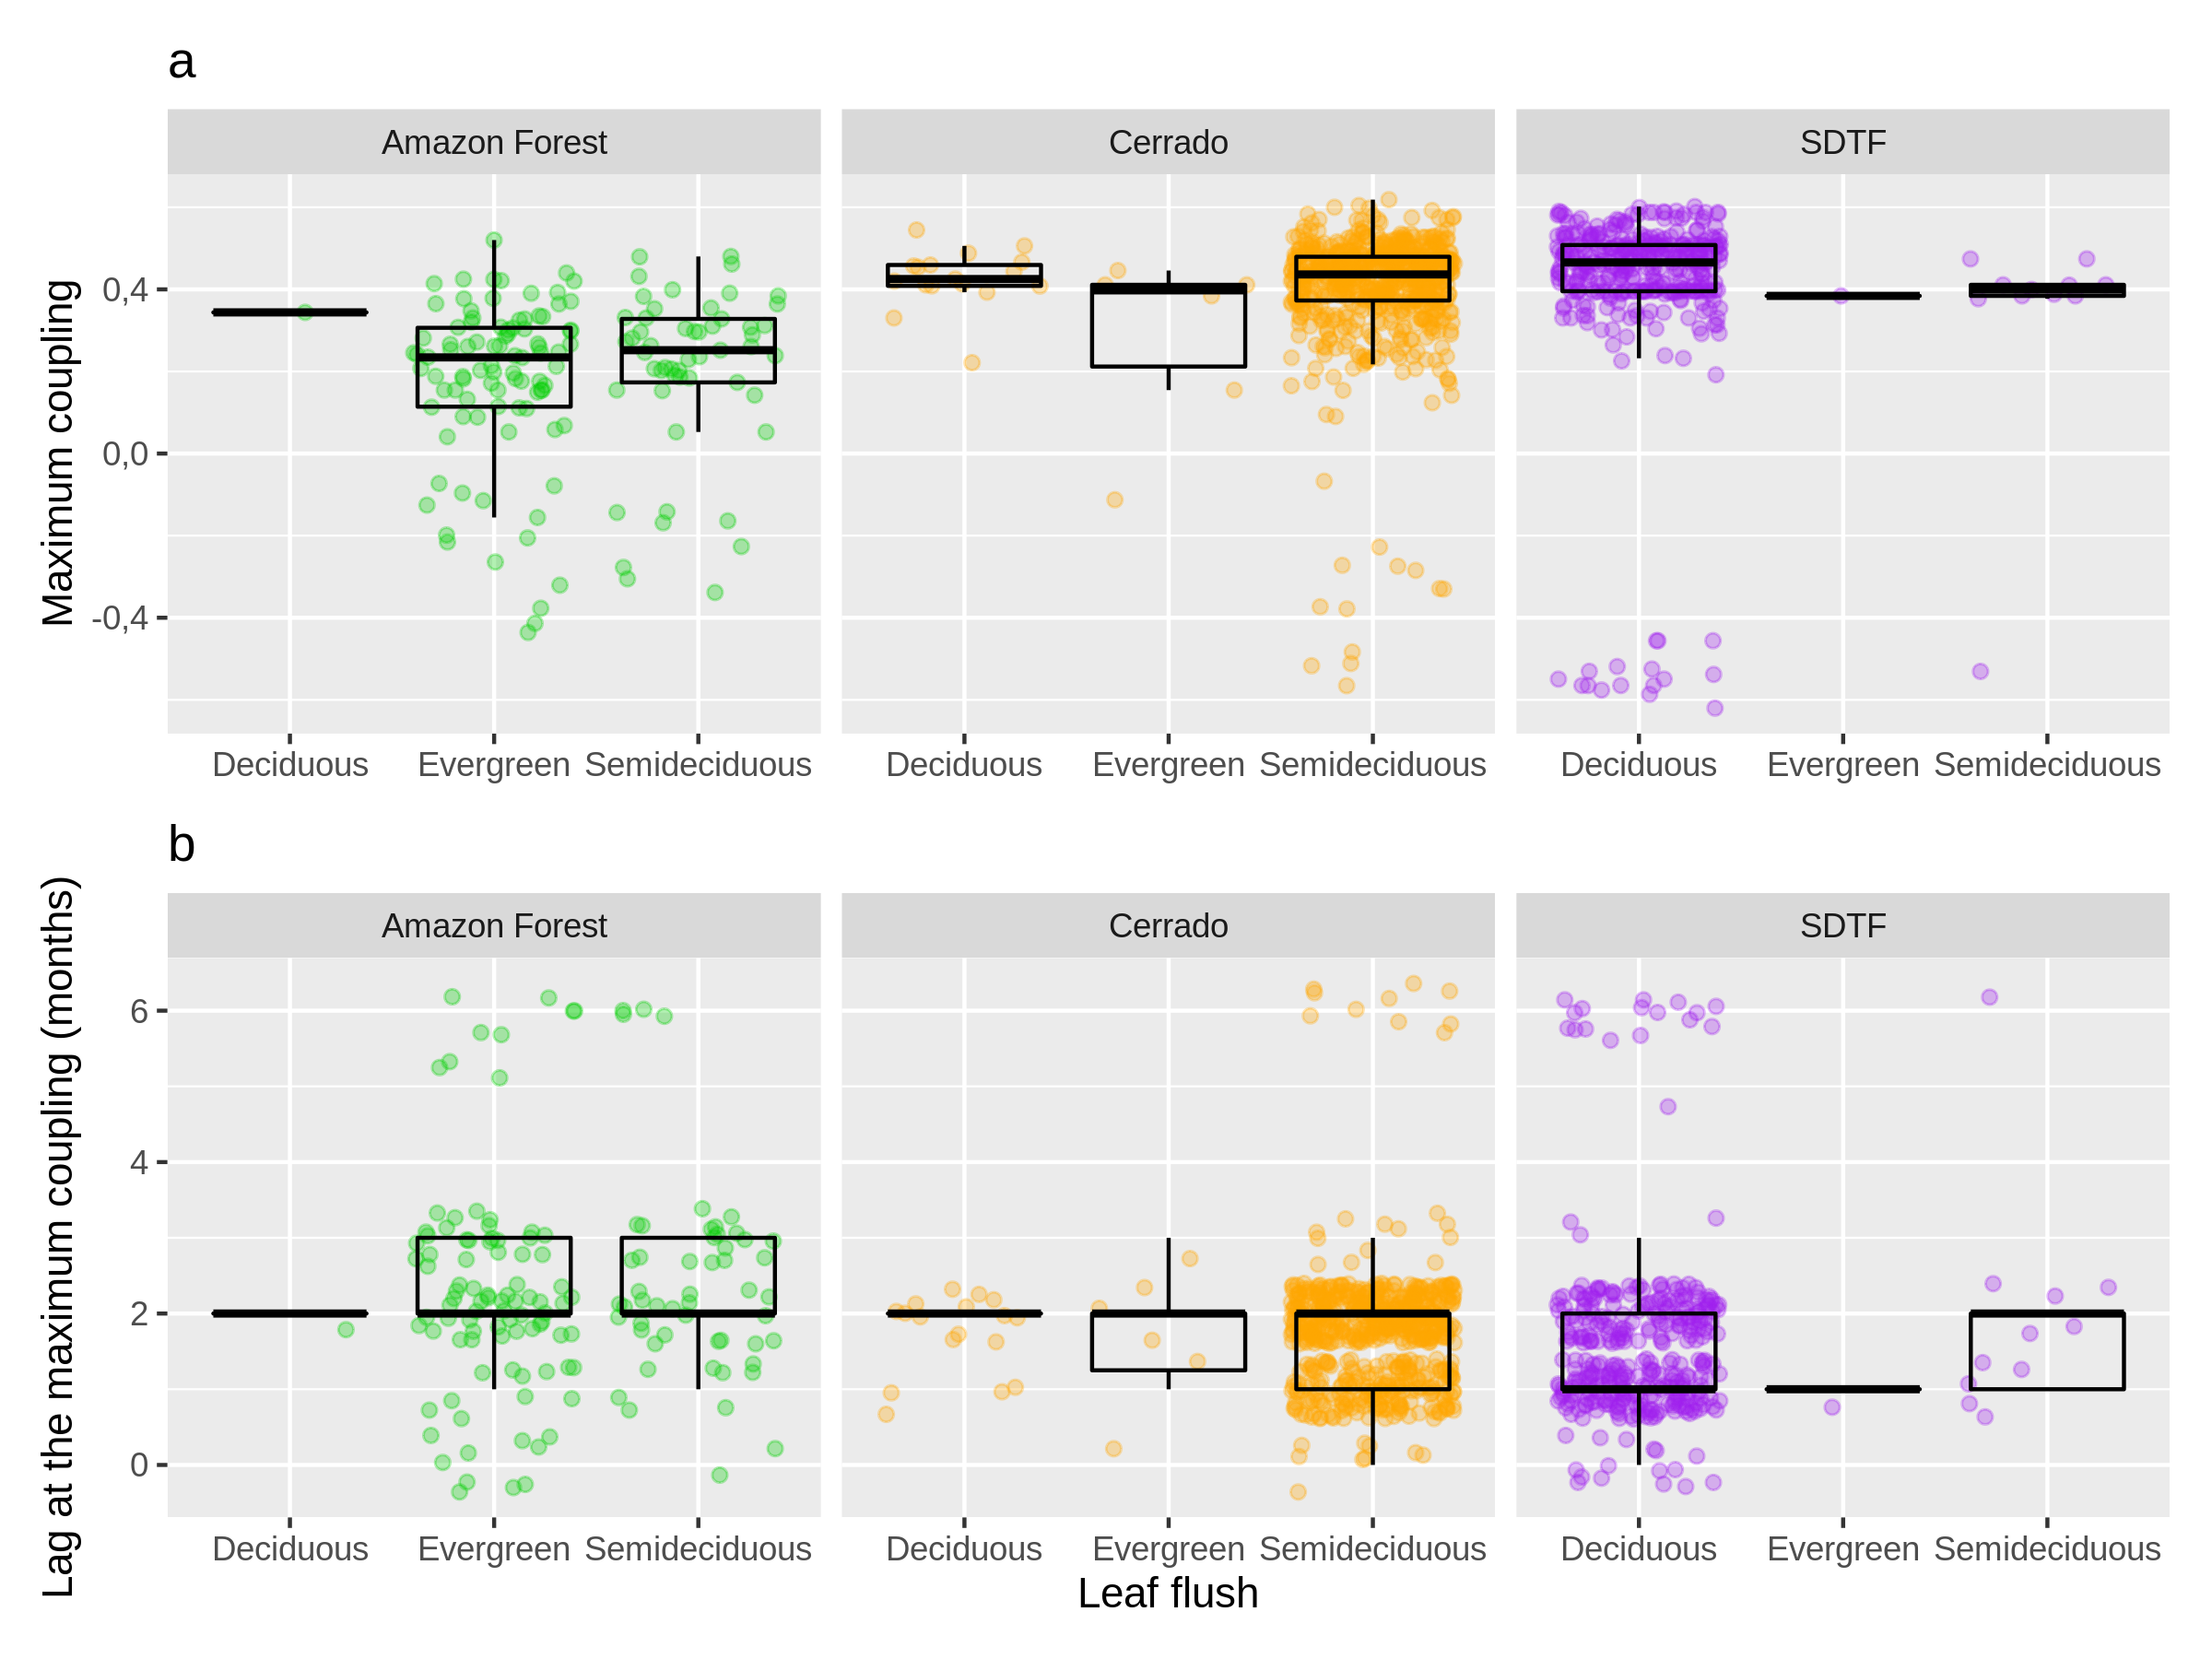 a
Amazon Forest
Cerrado
SDTF
Maximum coupling
0,4
0,0
-0,4
Deciduous Evergreen Semideciduous
Deciduous Evergreen Semideciduous
Deciduous Evergreen Semideciduous
b
Amazon Forest
Cerrado
SDTF
Lag at the maximum coupling (months)
6
4
2
0
Deciduous Evergreen Semideciduous
Deciduous Evergreen Semideciduous
Deciduous Evergreen Semideciduous
Leaf flush